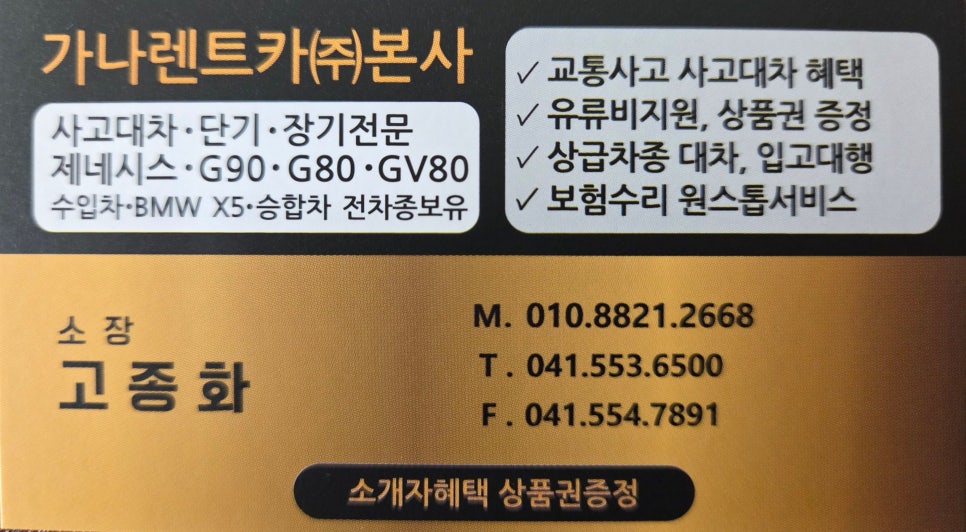 가나렌트카㈜본사
사고대차·단기·장기전문
제네시스·G90·G80·GV80
수입차·BMW X5·승합차 전차종보유
✓ 교통사고 사고대차 혜택
✓ 유류비지원, 상품권 증정
✓ 상급차종 대차, 입고대행
✓ 보험수리 원스톱서비스
소장
고종화
M. 010.8821.2668
T. 041.553.6500
F. 041.554.7891
소개자혜택 상품권증정